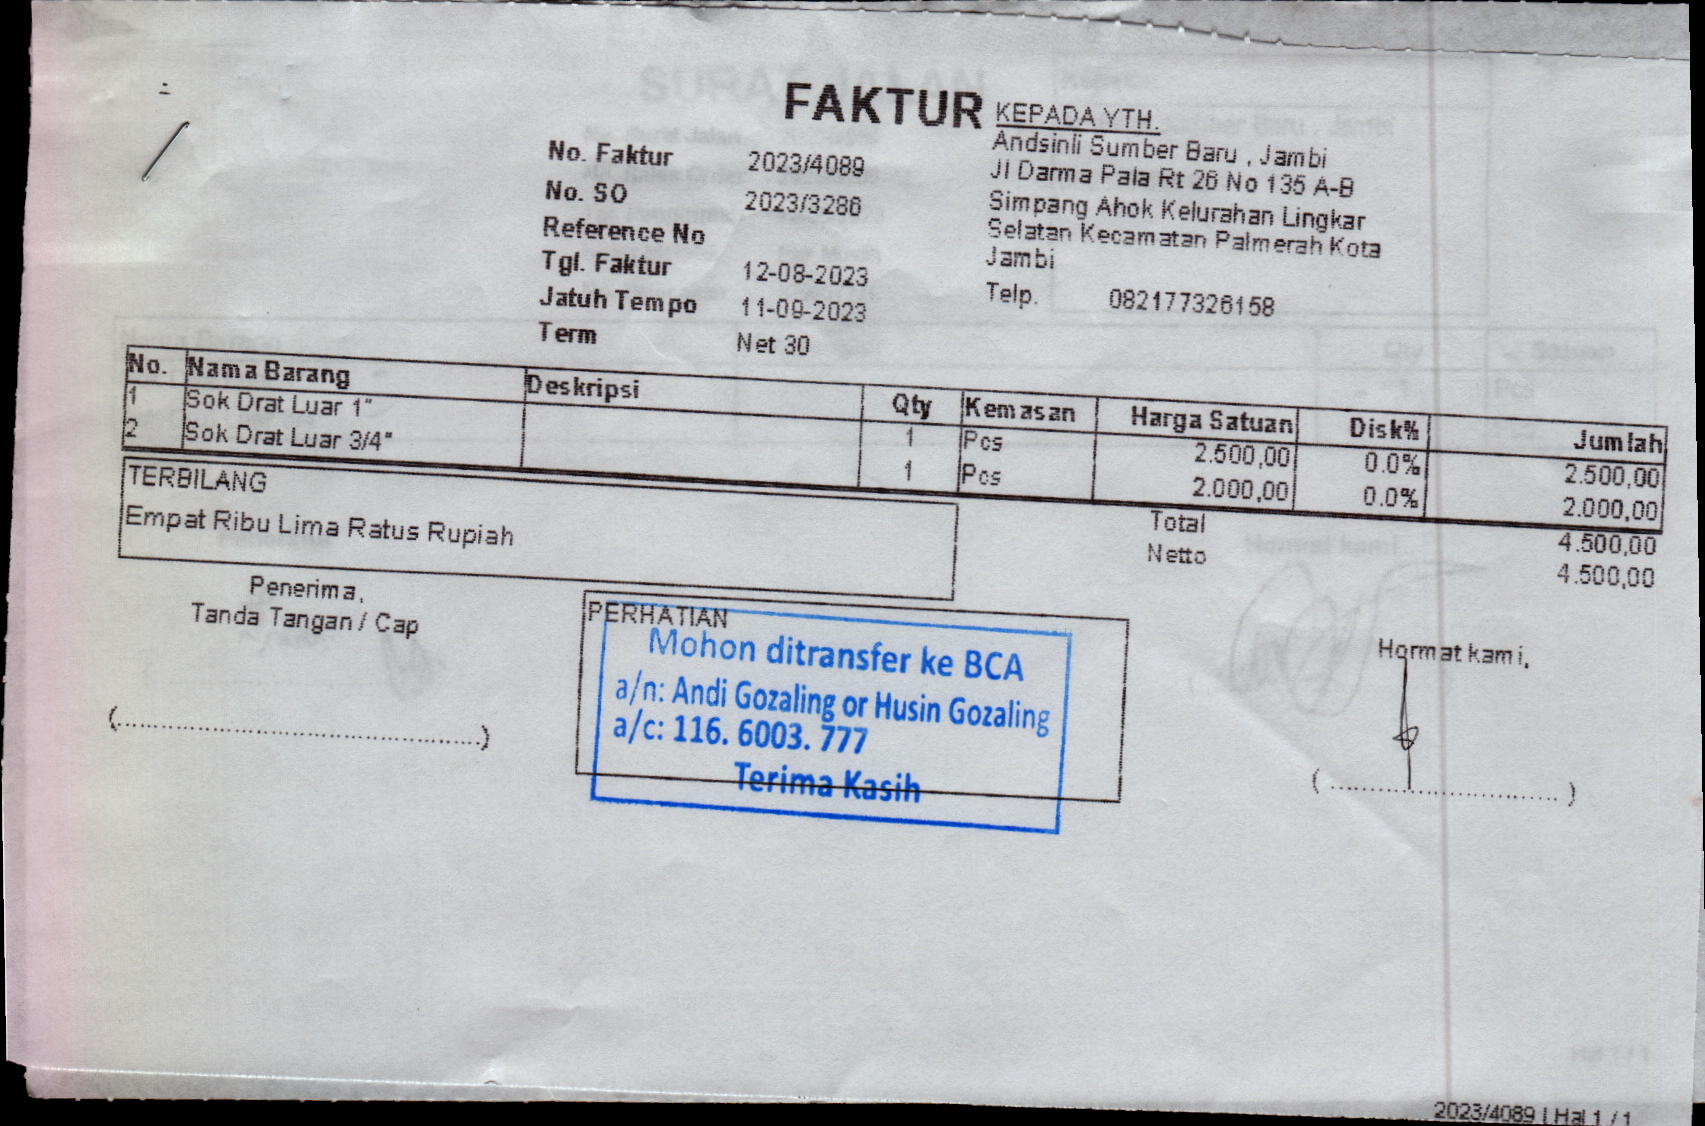 FAKTUR
No. Faktur 2023/4089
No. SO 2023/3286
Reference No
Tgl. Faktur 12-08-2023
Jatuh Tempo 11-09-2023
Term Net 30
KEPADA YTH.
Andsinli Sumber Baru , Jambi
Jl Darma Pala Rt 26 No 135 A-B
Simpang Ahok Kelurahan Lingkar
Selatan Kecamatan Palmerah Kota
Jambi
Telp. 082177326158
No. Nama Barang Deskripsi Qty Kemasan Harga Satuan Disk% Jumlah
1 Sok Drat Luar 1" 1 Pcs 2.500,00 0.0% 2.500,00
2 Sok Drat Luar 3/4" 1 Pcs 2.000,00 0.0% 2.000,00
TERBILANG
Empat Ribu Lima Ratus Rupiah
Total 4.500,00
Netto 4.500,00
Penerima,
Tanda Tangan / Cap
(................................................)
PERHATIAN
Mohon ditransfer ke BCA
a/n: Andi Gozaling or Husin Gozaling
a/c: 116. 6003. 777
Terima Kasih
Hormat kami,
(..............................)
2023/4089 | Hal 1 / 1